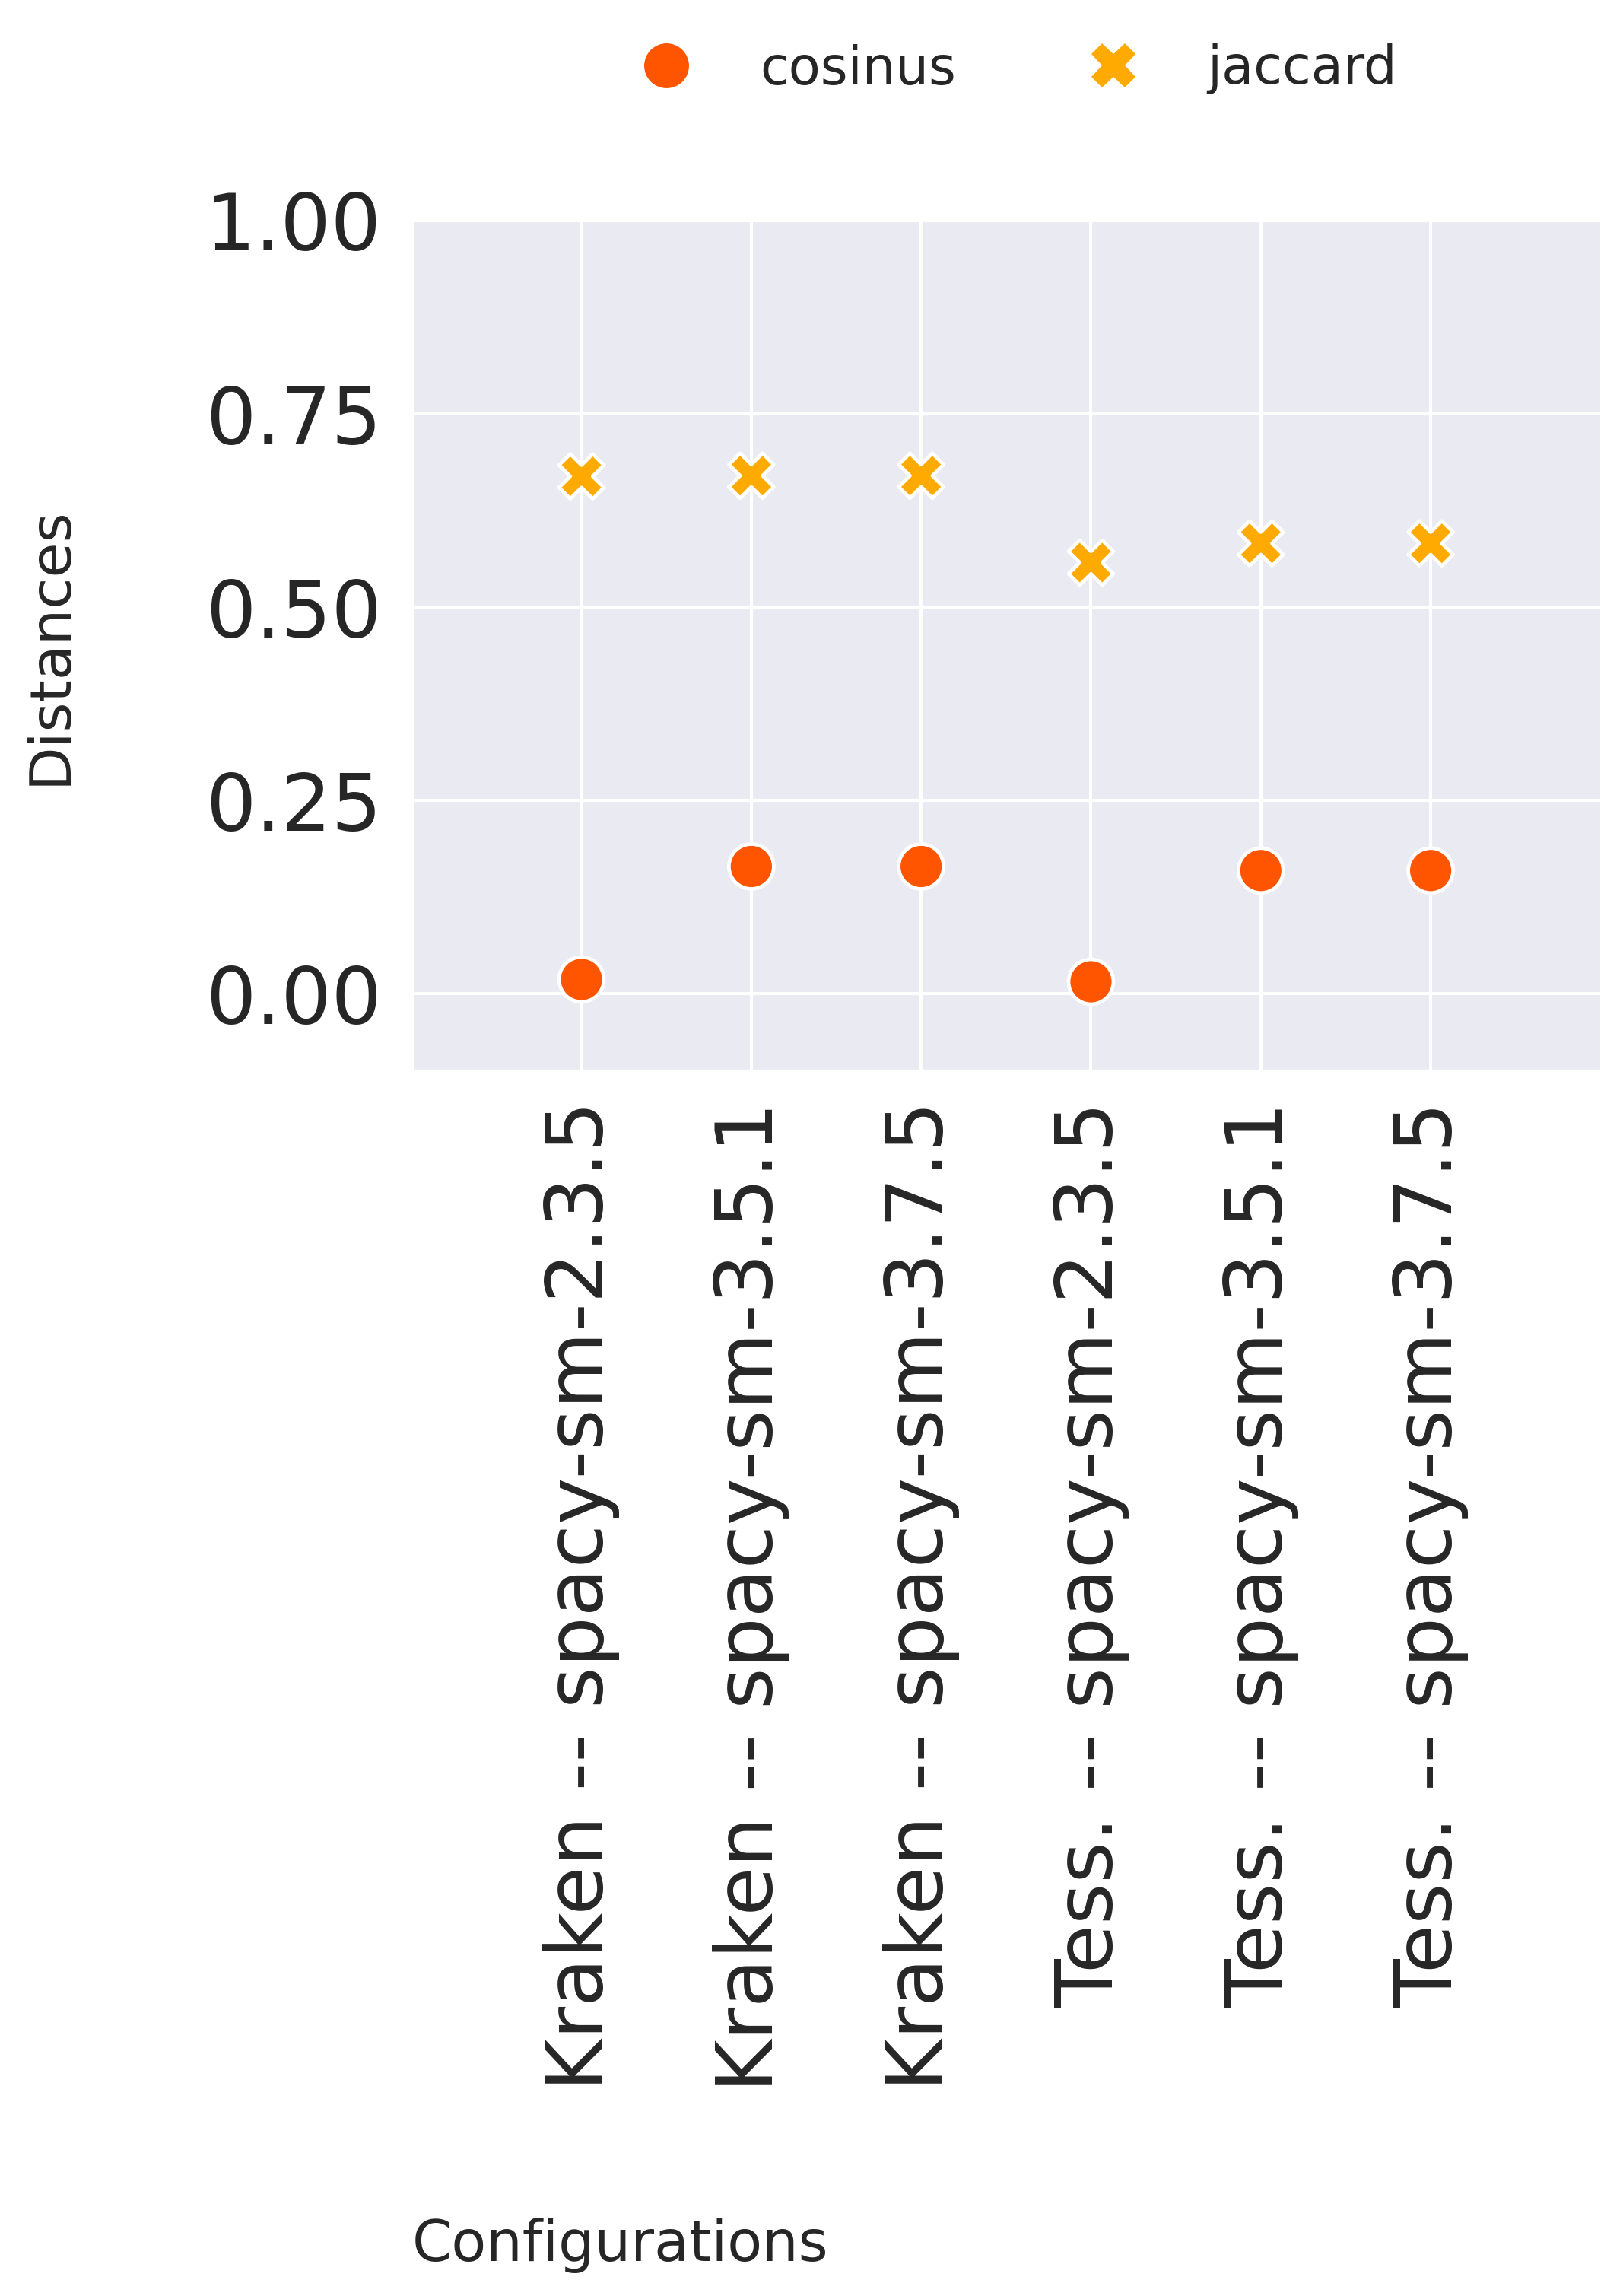 cosinus
jaccard
Distances
1.00
0.75
0.50
0.25
0.00
Kraken -- spacy-sm-2.3.5
Kraken -- spacy-sm-3.5.1
Kraken -- spacy-sm-3.7.5
Tess. -- spacy-sm-2.3.5
Tess. -- spacy-sm-3.5.1
Tess. -- spacy-sm-3.7.5
Configurations